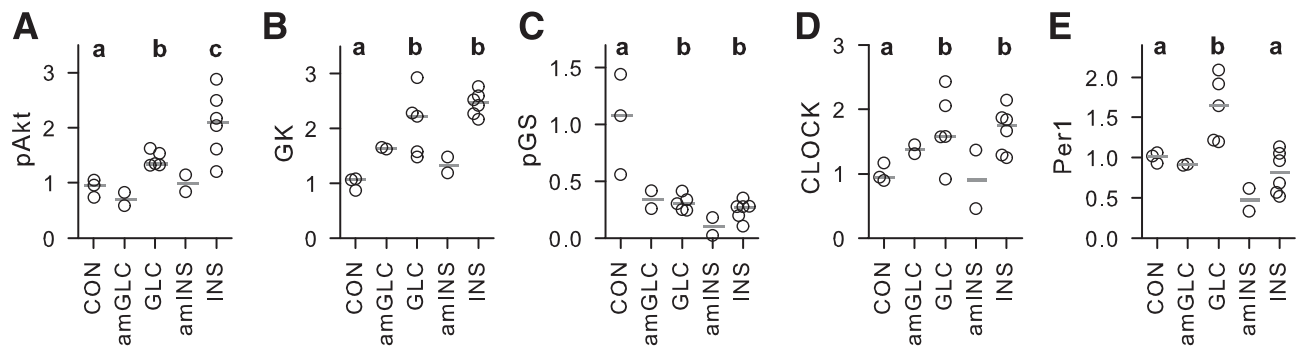 A
a b c
pAkt
3
2
1
0
CON
amGLC
GLC
amINS
INS
B
a b b
GK
3
2
1
0
CON
amGLC
GLC
amINS
INS
C
a b b
pGS
1.5
1.0
0.5
0.0
CON
amGLC
GLC
amINS
INS
D
a b b
CLOCK
3
2
1
0
CON
amGLC
GLC
amINS
INS
E
a b a
Per1
2.0
1.5
1.0
0.5
0.0
CON
amGLC
GLC
amINS
INS